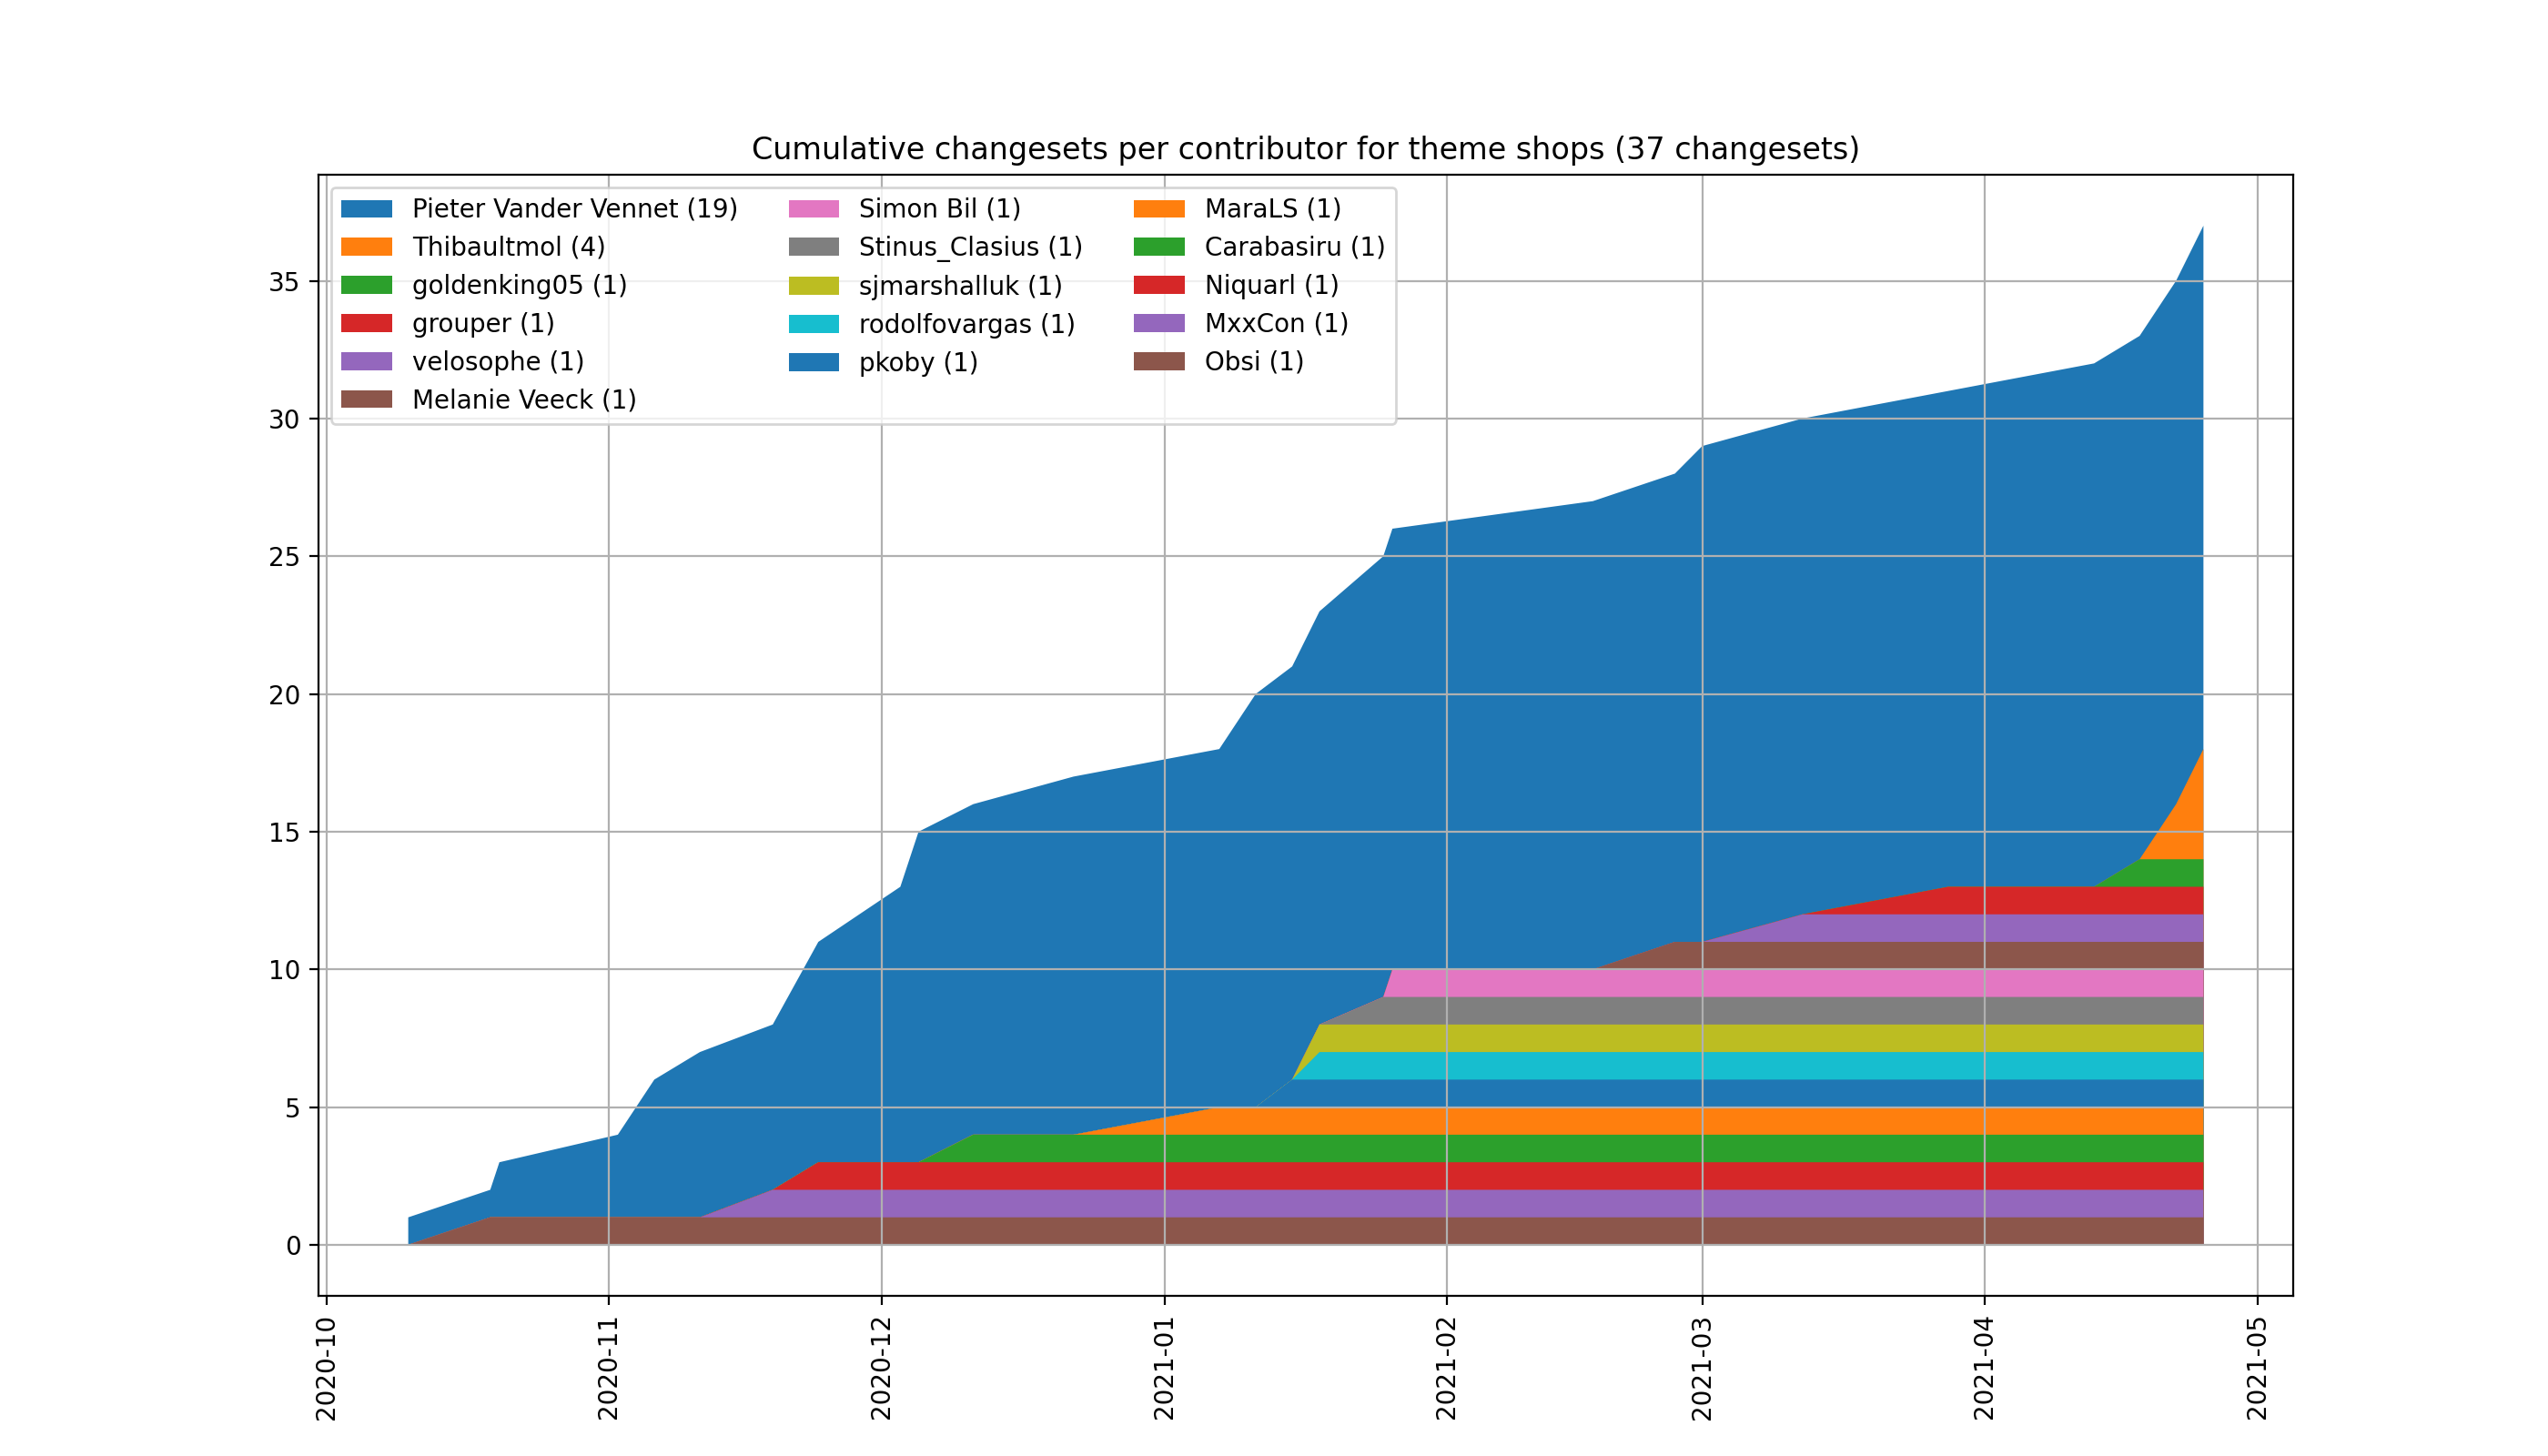 Cumulative changesets per contributor for theme shops (37 changesets)
Pieter Vander Vennet (19)
Thibaultmol (4)
goldenking05 (1)
grouper (1)
velosophe (1)
Melanie Veeck (1)
Simon Bil (1)
Stinus_Clasius (1)
sjmarshalluk (1)
rodolfovargas (1)
pkoby (1)
MaraLS (1)
Carabasiru (1)
Niquarl (1)
MxxCon (1)
Obsi (1)
35
30
25
20
15
10
5
0
2020-10
2020-11
2020-12
2021-01
2021-02
2021-03
2021-04
2021-05